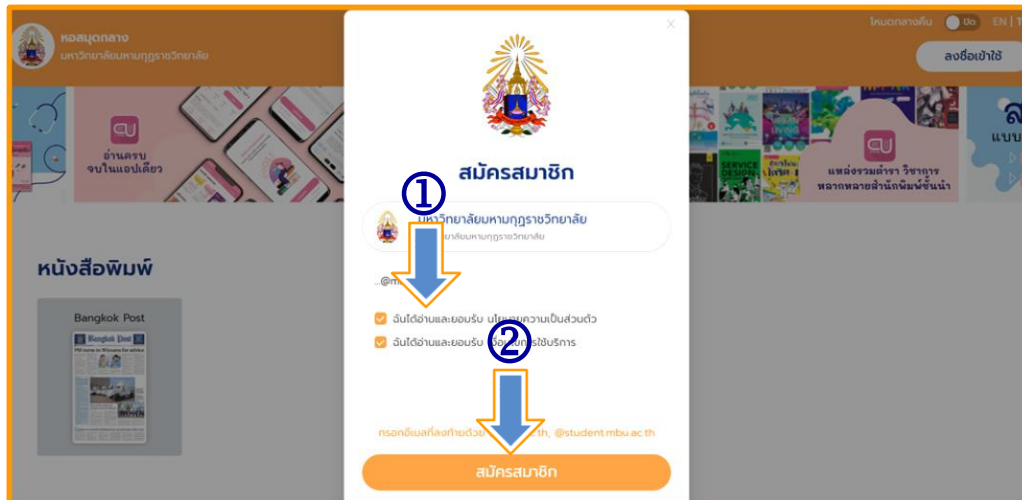 หอสมุดกลาง
มหาวิทยาลัยมหามกุฏราชวิทยาลัย
โหมดกลางคืน ปิด EN |
ลงชื่อเข้าใช้
อ่านครบ
จบในแอปเดียว
แหล่งรวมตำรา วิชาการ
หลากหลายสำนักพิมพ์ชั้นนำ
แบบ
SERVICE
DESIGN
สมัครสมาชิก
①
มหาวิทยาลัยมหามกุฏราชวิทยาลัย
ฉันได้อ่านและยอมรับ นโยบายความเป็นส่วนตัว
ฉันได้อ่านและยอมรับ
②
กรอกอีเมลที่ลงท้ายด้วย @student.mbu.ac.th
สมัครสมาชิก
หนังสือพิมพ์
Bangkok Post
Bangkok Post